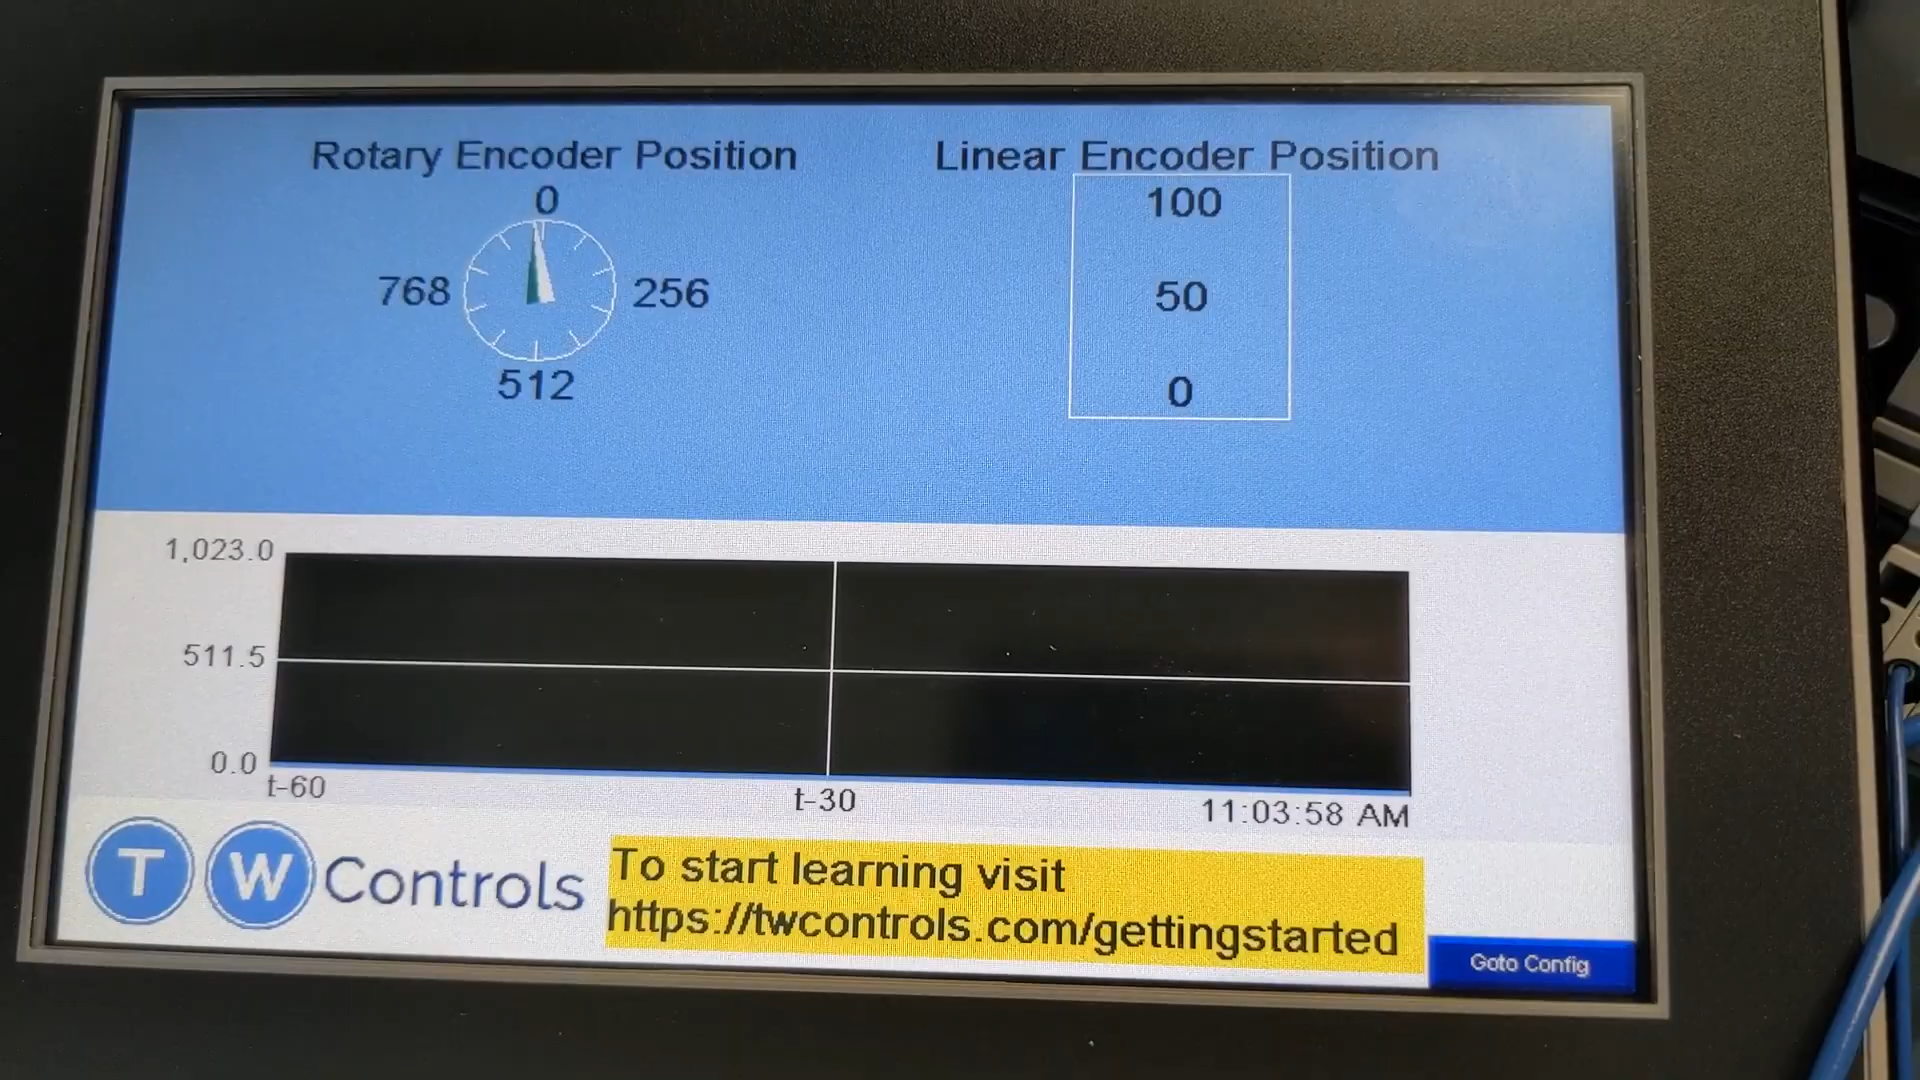 Rotary Encoder Position
0
768
256
512
Linear Encoder Position
100
50
0
1,023.0
511.5
0.0
t-60
t-30
11:03:58 AM
T W Controls
To start learning visit
https://twcontrols.com/gettingstarted
Goto Config